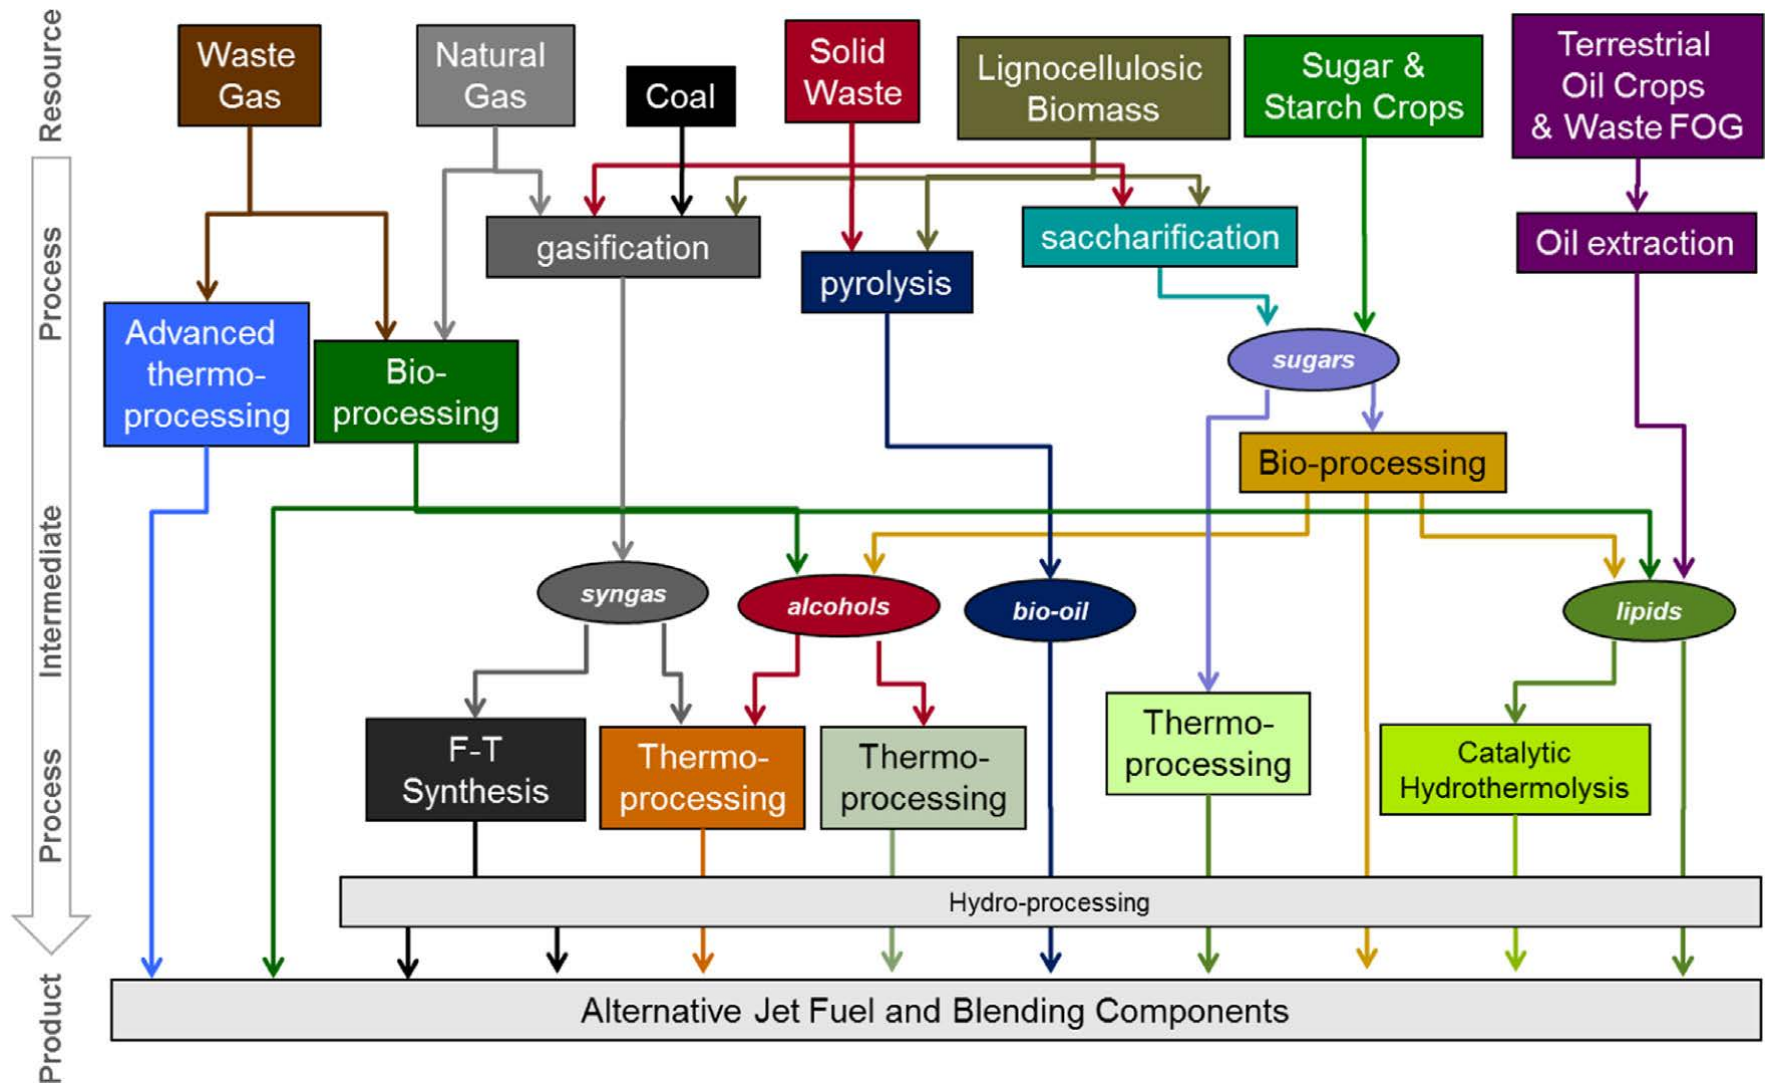 Resource
Waste
Gas
Natural
Gas
Coal
Solid
Waste
Lignocellulosic
Biomass
Sugar &
Starch Crops
Terrestrial
Oil Crops
& Waste FOG
Process
gasification
pyrolysis
saccharification
Oil extraction
Advanced
thermo-
processing
Bio-
processing
sugars
Bio-processing
Intermediate
syngas
alcohols
bio-oil
lipids
Process
F-T
Synthesis
Thermo-
processing
Thermo-
processing
Thermo-
processing
Catalytic
Hydrothermolysis
Hydro-processing
Product
Alternative Jet Fuel and Blending Components